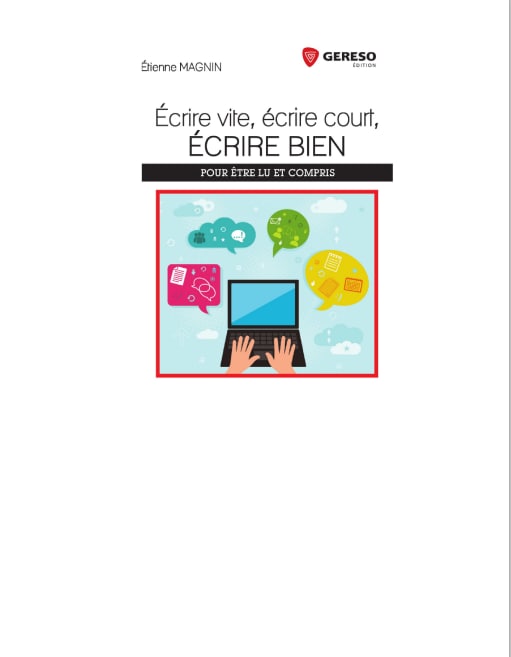 Étienne MAGNIN
GERESO
ÉDITION
Écrire vite, écrire court,
ÉCRIRE BIEN
POUR ÊTRE LU ET COMPRIS